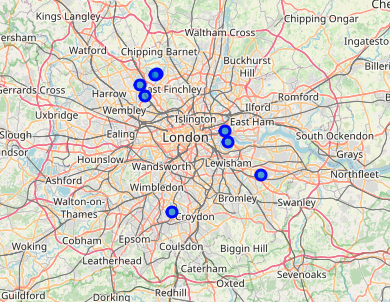 Kings Langley
Chipping Ongar
Waltham Cross
Watford
Chipping Barnet
Ingatesto
Buckhurst
Hill
Gerrards Cross
East Finchley
Harrow
Romford
Billeri
Wembley
Ilford
Uxbridge
Islington
East Ham
Slough
Ealing
London
South Ockendon
ndsor
Hounslow
Grays
Wandsworth
Lewisham
Northfleet
Ashford
Wimbledon
Walton-on-
Thames
Bromley
Swanley
Croydon
Cobham
Epsom
Woking
Coulsdon
Biggin Hill
Leatherhead
Sevenoaks
Caterham
Guildford
Oxted
Dorking
Redhill